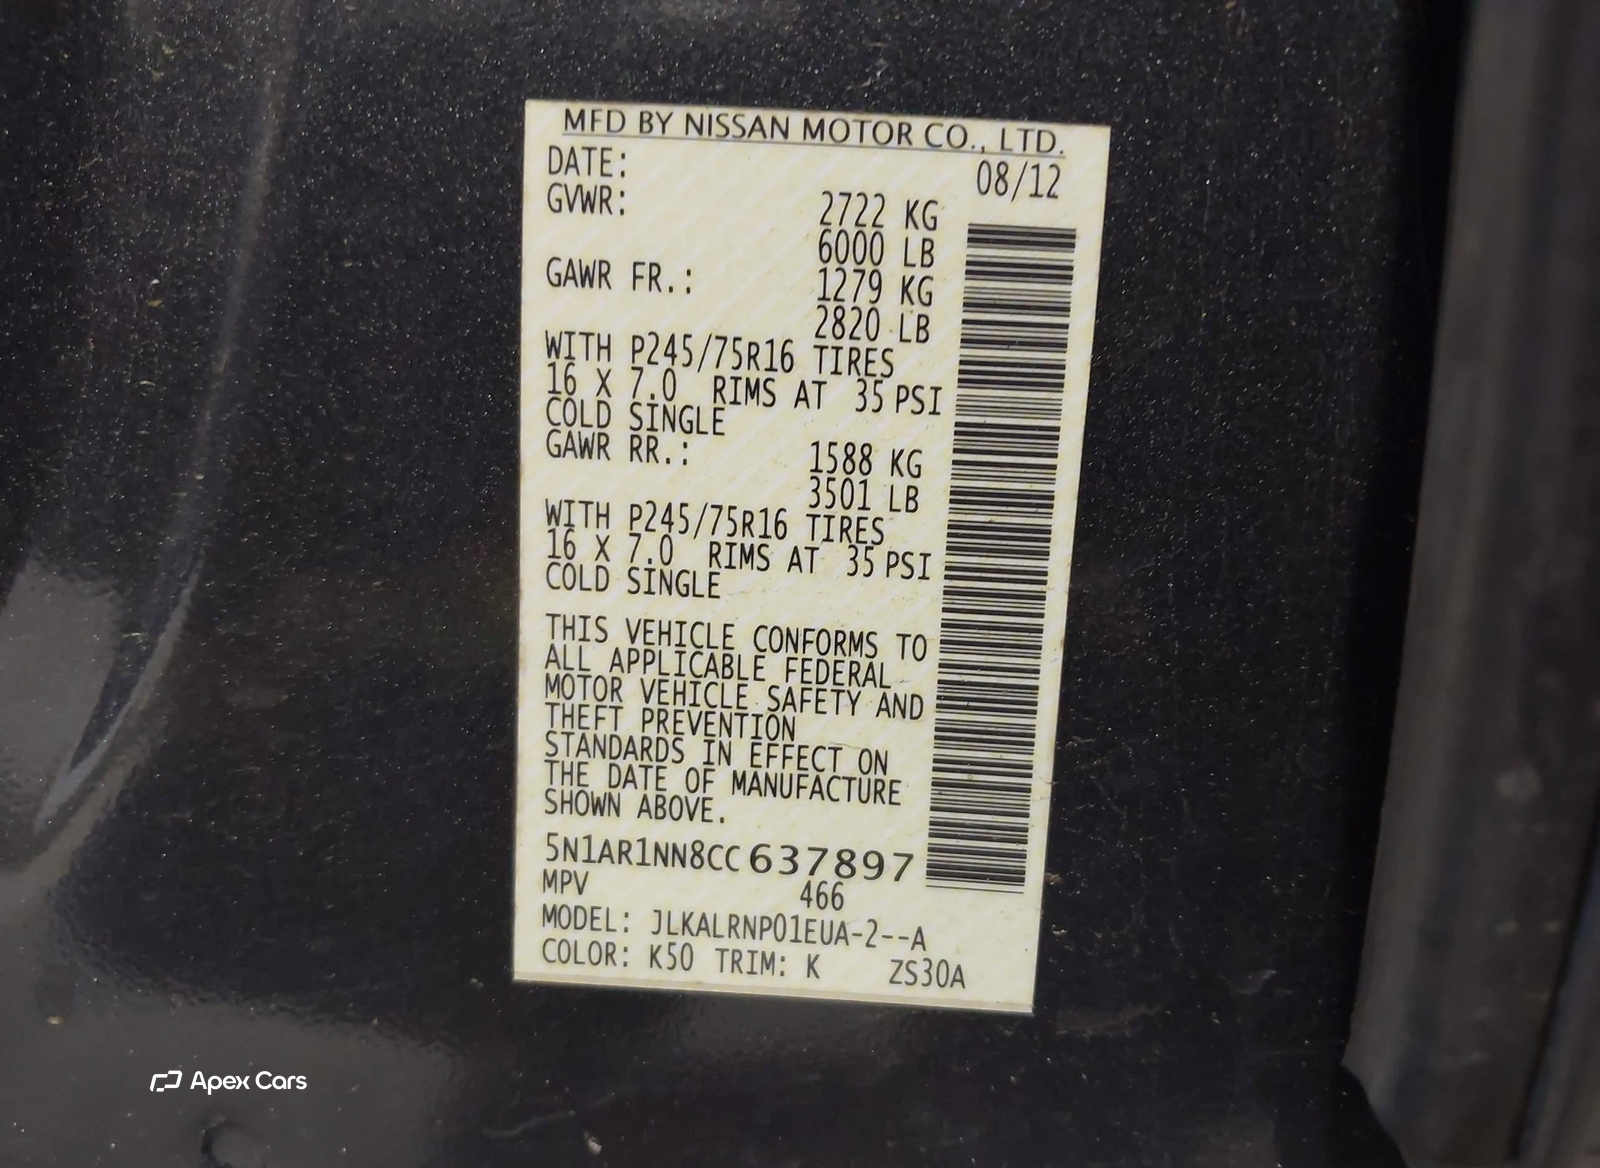 MFD BY NISSAN MOTOR CO., LTD.
DATE: 08/12
GVWR: 2722 KG
6000 LB
GAWR FR.: 1279 KG
2820 LB
WITH P245/75R16 TIRES
16 X 7.0 RIMS AT 35 PSI
COLD SINGLE
GAWR RR.: 1588 KG
3501 LB
WITH P245/75R16 TIRES
16 X 7.0 RIMS AT 35 PSI
COLD SINGLE
THIS VEHICLE CONFORMS TO
ALL APPLICABLE FEDERAL
MOTOR VEHICLE SAFETY AND
THEFT PREVENTION
STANDARDS IN EFFECT ON
THE DATE OF MANUFACTURE
SHOWN ABOVE.
5N1AR1NN8CC637897
MPV 466
MODEL: JLKALRNP01EUA-2--A
COLOR: K50 TRIM: K ZS30A
Apex Cars